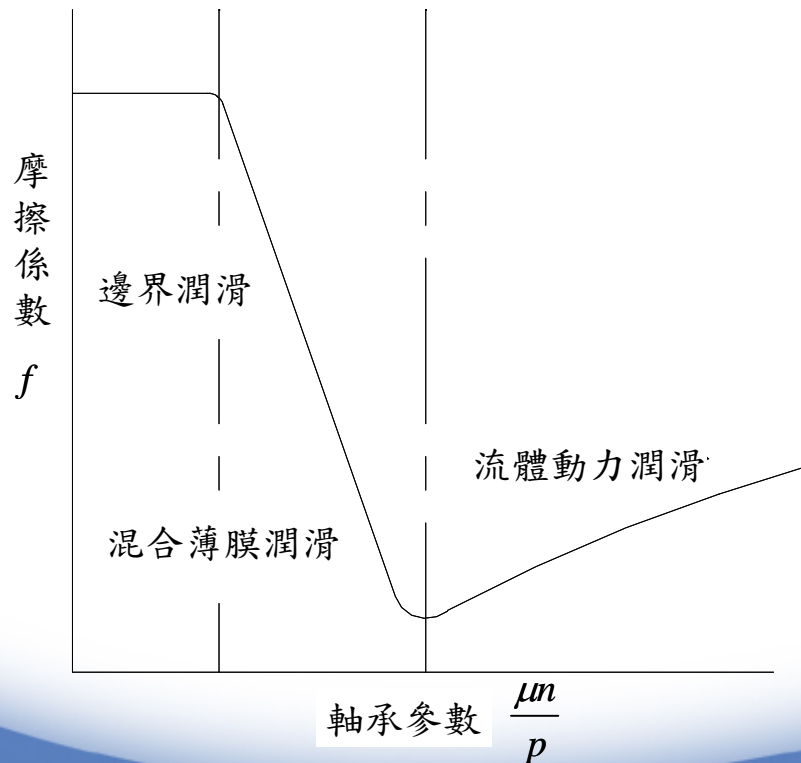 摩擦係數
f
邊界潤滑
流體動力潤滑
混合薄膜潤滑
軸承參數 μn/p